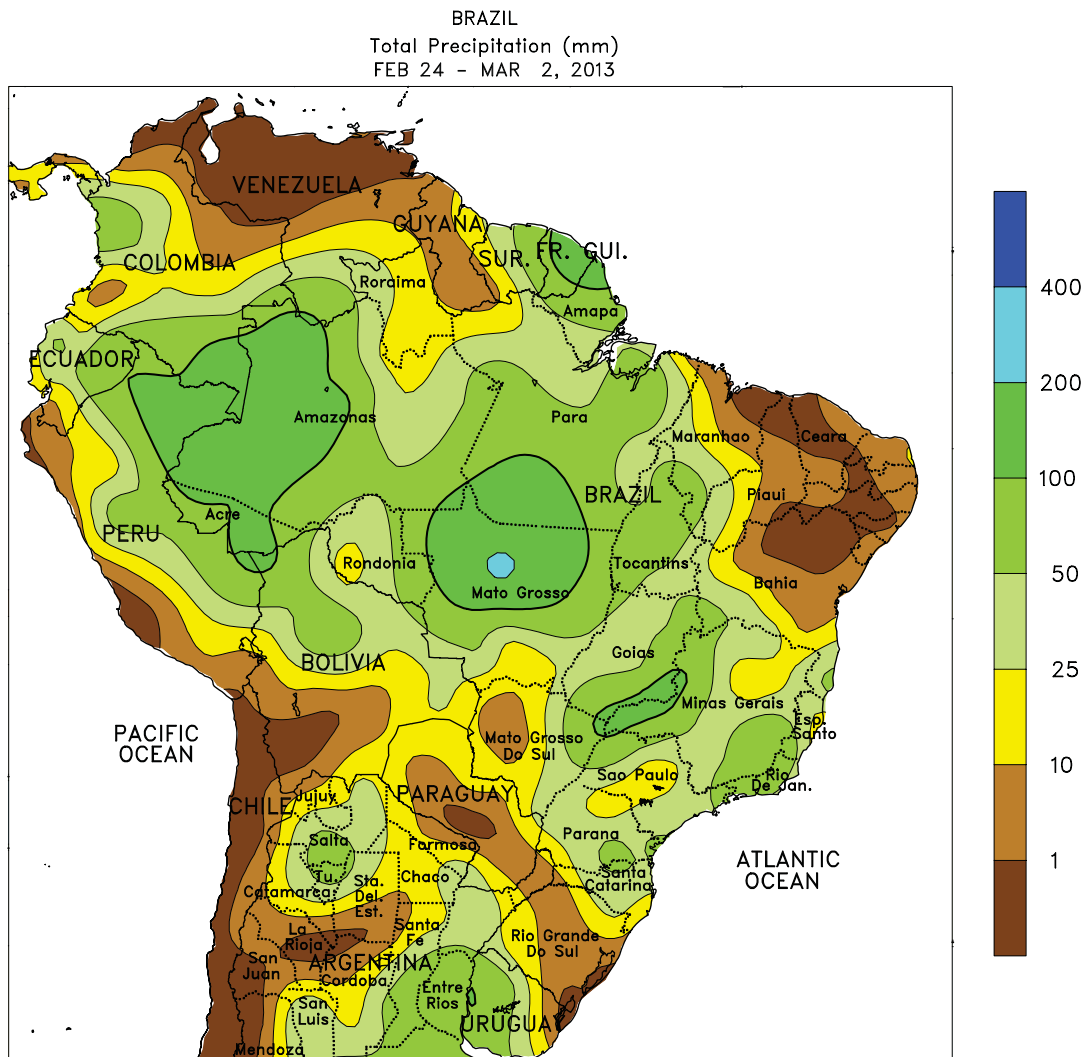 BRAZIL
Total Precipitation (mm)
FEB 24 - MAR 2, 2013
VENEZUELA
GUYANA
SUR.
FR. GUI.
COLOMBIA
Roraima
Amapa
ECUADOR
Amazonas
Para
Maranhao
Ceara
Piaui
BRAZIL
Acre
PERU
Rondonia
Tocantins
Mato Grosso
Bahia
BOLIVIA
Goias
Minas Gerais
Esp.
Santo
PACIFIC
OCEAN
Mato Grosso
Do Sul
Sao Paulo
Rio
De Jan.
CHILE
Jujuy
PARAGUAY
Parana
Salta
Formosa
Santa
Catarina
ATLANTIC
OCEAN
Tu.
Catamarca
Sta.
Del.
Est.
Chaco
La
Rioja
Santa
Fe
Rio Grande
Do Sul
San
Juan
ARGENTINA
Cordoba
Entre
Rios
San
Luis
URUGUAY
Mendoza
400
200
100
50
25
10
1